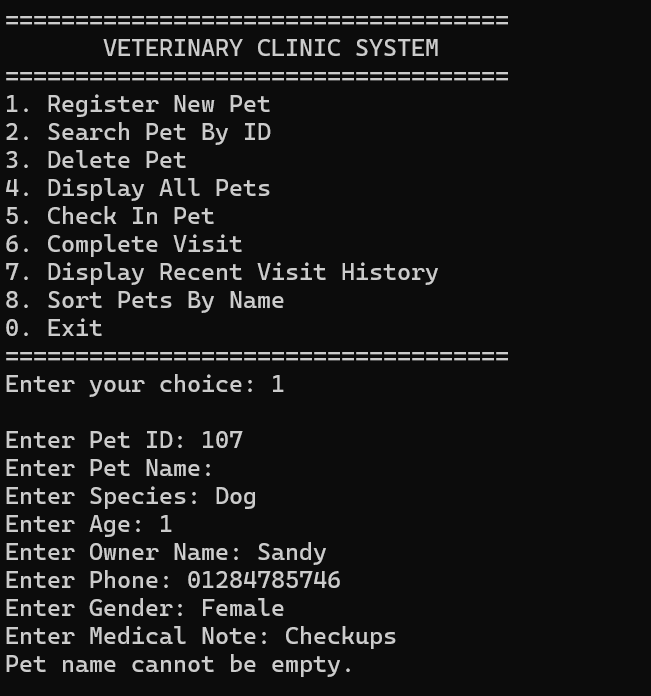 ====================================
VETERINARY CLINIC SYSTEM
====================================
1. Register New Pet
2. Search Pet By ID
3. Delete Pet
4. Display All Pets
5. Check In Pet
6. Complete Visit
7. Display Recent Visit History
8. Sort Pets By Name
0. Exit
====================================
Enter your choice: 1
Enter Pet ID: 107
Enter Pet Name:
Enter Species: Dog
Enter Age: 1
Enter Owner Name: Sandy
Enter Phone: 01284785746
Enter Gender: Female
Enter Medical Note: Checkups
Pet name cannot be empty.